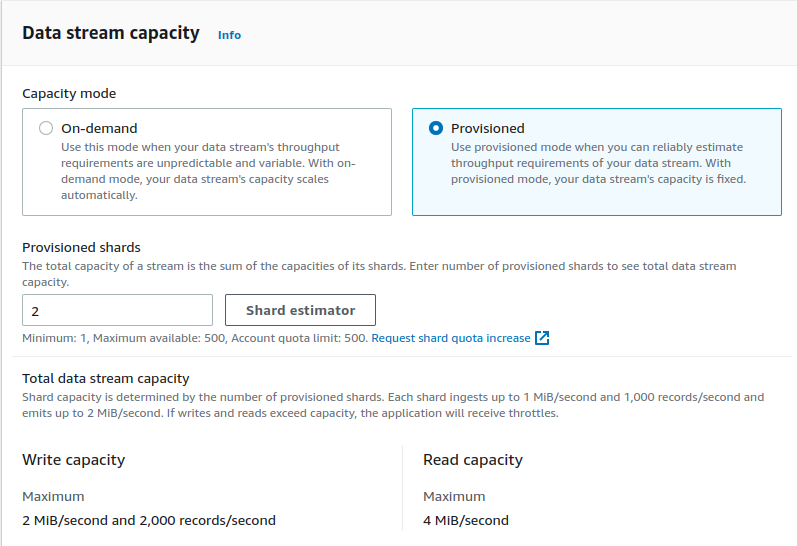 Data stream capacity Info
Capacity mode
On-demand
Use this mode when your data stream's throughput
requirements are unpredictable and variable. With on-
demand mode, your data stream's capacity scales
automatically.
Provisioned
Use provisioned mode when you can reliably estimate
throughput requirements of your data stream. With
provisioned mode, your data stream's capacity is fixed.
Provisioned shards
The total capacity of a stream is the sum of the capacities of its shards. Enter number of provisioned shards to see total data stream
capacity.
2
Shard estimator
Minimum: 1, Maximum available: 500, Account quota limit: 500. Request shard quota increase
Total data stream capacity
Shard capacity is determined by the number of provisioned shards. Each shard ingests up to 1 MiB/second and 1,000 records/second and
emits up to 2 MiB/second. If writes and reads exceed capacity, the application will receive throttles.
Write capacity
Maximum
2 MiB/second and 2,000 records/second
Read capacity
Maximum
4 MiB/second